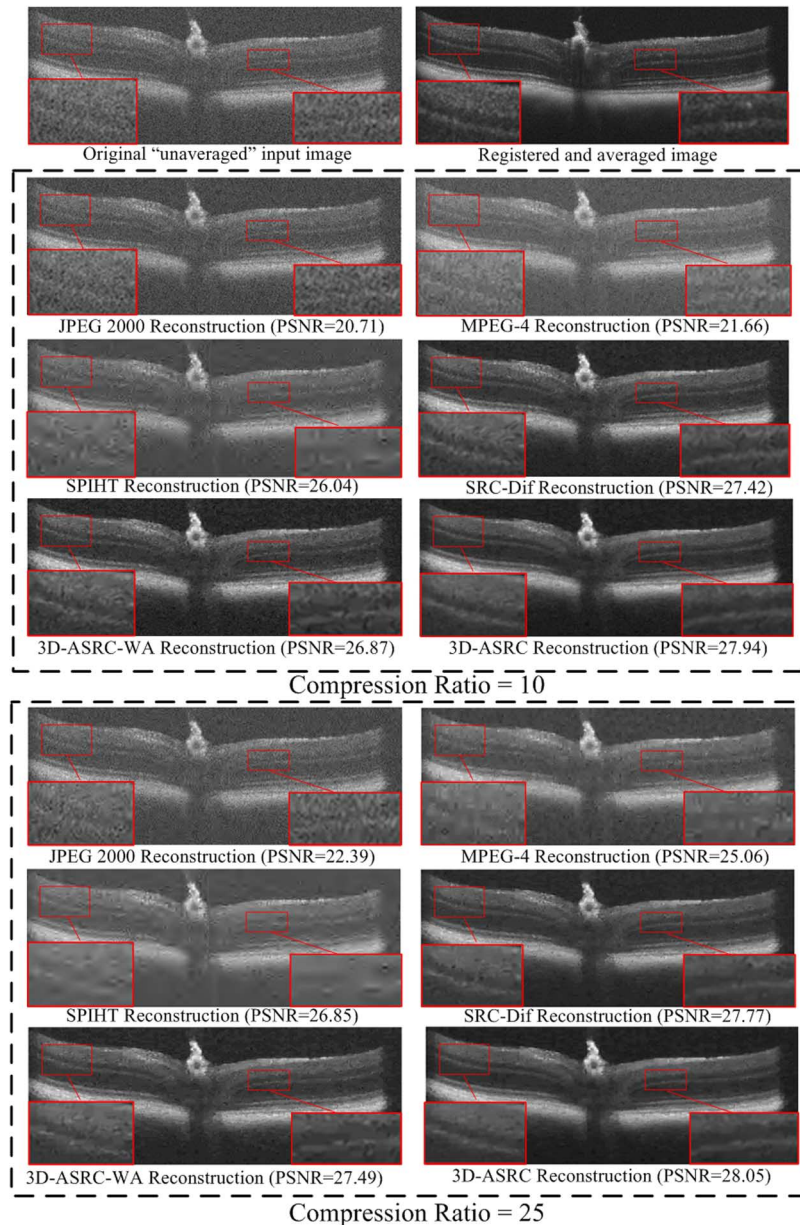 Original “unaveraged” input image
Registered and averaged image
JPEG 2000 Reconstruction (PSNR=20.71)
MPEG-4 Reconstruction (PSNR=21.66)
SPIHT Reconstruction (PSNR=26.04)
SRC-Dif Reconstruction (PSNR=27.42)
3D-ASRC-WA Reconstruction (PSNR=26.87)
3D-ASRC Reconstruction (PSNR=27.94)
Compression Ratio = 10
JPEG 2000 Reconstruction (PSNR=22.39)
MPEG-4 Reconstruction (PSNR=25.06)
SPIHT Reconstruction (PSNR=26.85)
SRC-Dif Reconstruction (PSNR=27.77)
3D-ASRC-WA Reconstruction (PSNR=27.49)
3D-ASRC Reconstruction (PSNR=28.05)
Compression Ratio = 25